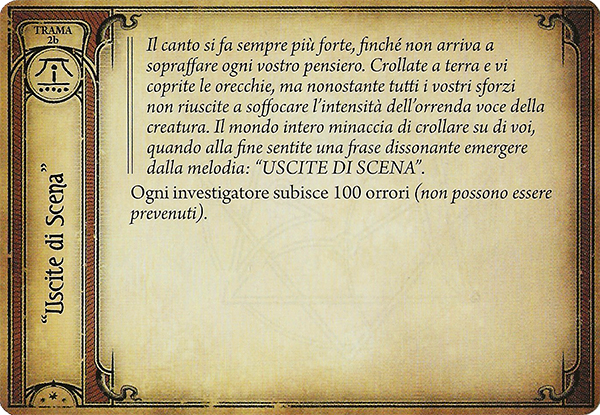 TRAMA
2b
"Uscite di Scena"
Il canto si fa sempre più forte, finché non arriva a
sopraffare ogni vostro pensiero. Crollate a terra e vi
coprite le orecchie, ma nonostante tutti i vostri sforzi
non riuscite a soffocare l'intensità dell'orrenda voce della
creatura. Il mondo intero minaccia di crollare su di voi,
quando alla fine sentite una frase dissonante emergere
dalla melodia: “USCITE DI SCENA”.
Ogni investigatore subisce 100 orrori (non possono essere
prevenuti).